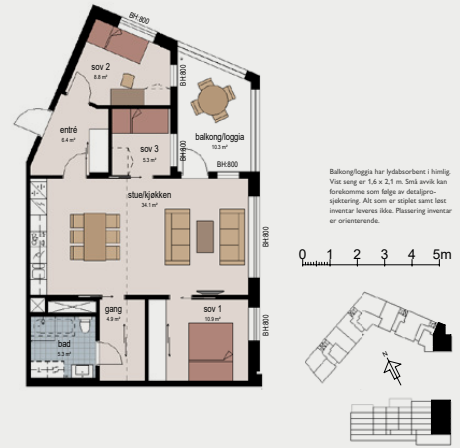 BH:800
sov 2
8.8 m²
BH:800
entré
6.4 m²
sov 3
5.3 m²
balkong/loggia
10.3 m²
BH:800
BH:800
stue/kjøkken
34.1 m²
BH:800
gang
4.9 m²
sov 1
10.9 m²
BH:800
bad
5.3 m²
Balkong/loggia har lydabsorbent i himlig.
Vist seng er 1,6 x 2,1 m. Små avvik kan
forekomme som følge av detaljpro-
sjektering. Alt som er stiplet samt løst
inventar leveres ikke. Plassering inventar
er orienterende.
0 1 2 3 4 5m
N